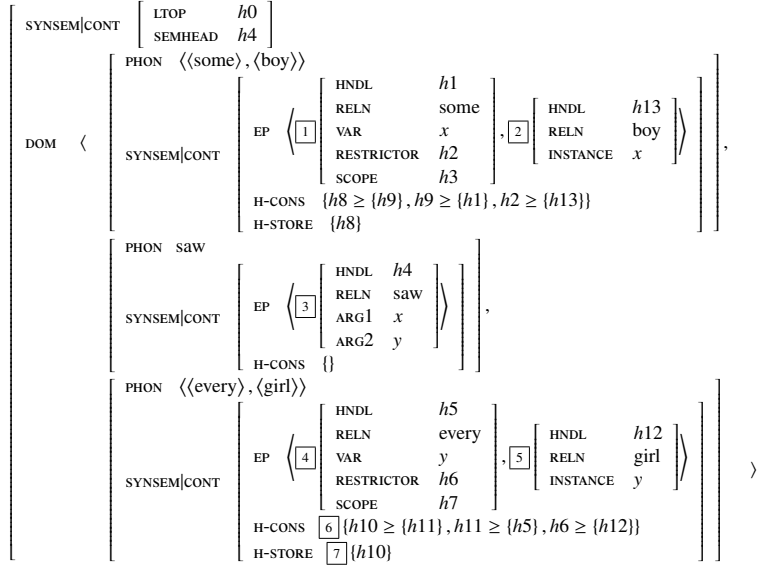 SYNSEM|CONT [ LTOP h0
SEMHEAD h4 ]
DOM ⟨
PHON ⟨⟨some⟩ , ⟨boy⟩⟩
SYNSEM|CONT
EP ⟨ 1 [ HNDL h1
RELN some
VAR x
RESTRICTOR h2
SCOPE h3 ] , 2 [ HNDL h13
RELN boy
INSTANCE x ] ⟩
H-CONS {h8 ≥ {h9} , h9 ≥ {h1} , h2 ≥ {h13}}
H-STORE {h8}
,
PHON saw
SYNSEM|CONT
EP ⟨ 3 [ HNDL h4
RELN saw
ARG1 x
ARG2 y ] ⟩
H-CONS {}
,
PHON ⟨⟨every⟩ , ⟨girl⟩⟩
SYNSEM|CONT
EP ⟨ 4 [ HNDL h5
RELN every
VAR y
RESTRICTOR h6
SCOPE h7 ] , 5 [ HNDL h12
RELN girl
INSTANCE y ] ⟩
H-CONS 6 {h10 ≥ {h11} , h11 ≥ {h5} , h6 ≥ {h12}}
H-STORE 7 {h10}
⟩